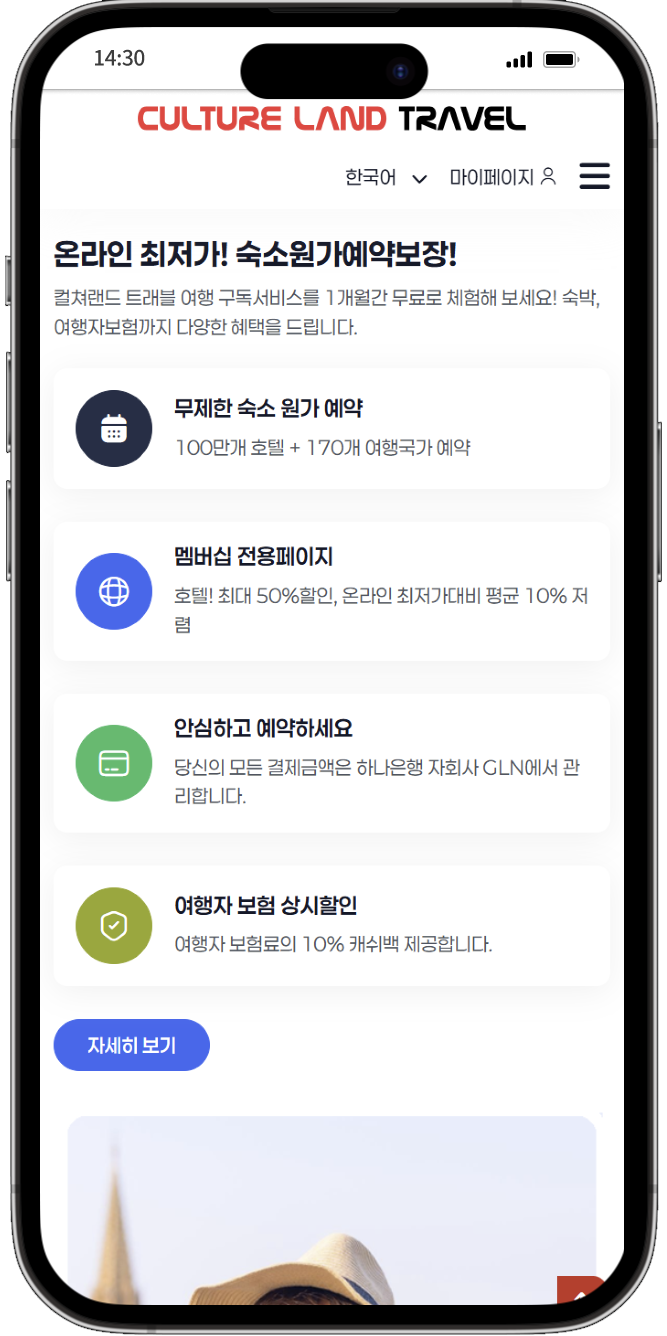 14:30
CULTURE LAND TRAVEL
한국어 마이페이지
온라인 최저가! 숙소원가예약보장!
컬쳐랜드 트래블 여행 구독서비스를 1개월간 무료로 체험해 보세요! 숙박,
여행자보험까지 다양한 혜택을 드립니다.
무제한 숙소 원가 예약
100만개 호텔 + 170개 여행국가 예약
멤버십 전용페이지
호텔! 최대 50%할인, 온라인 최저가대비 평균 10% 저
렴
안심하고 예약하세요
당신의 모든 결제금액은 하나은행 자회사 GLN에서 관
리합니다.
여행자 보험 상시할인
여행자 보험료의 10% 캐쉬백 제공합니다.
자세히 보기